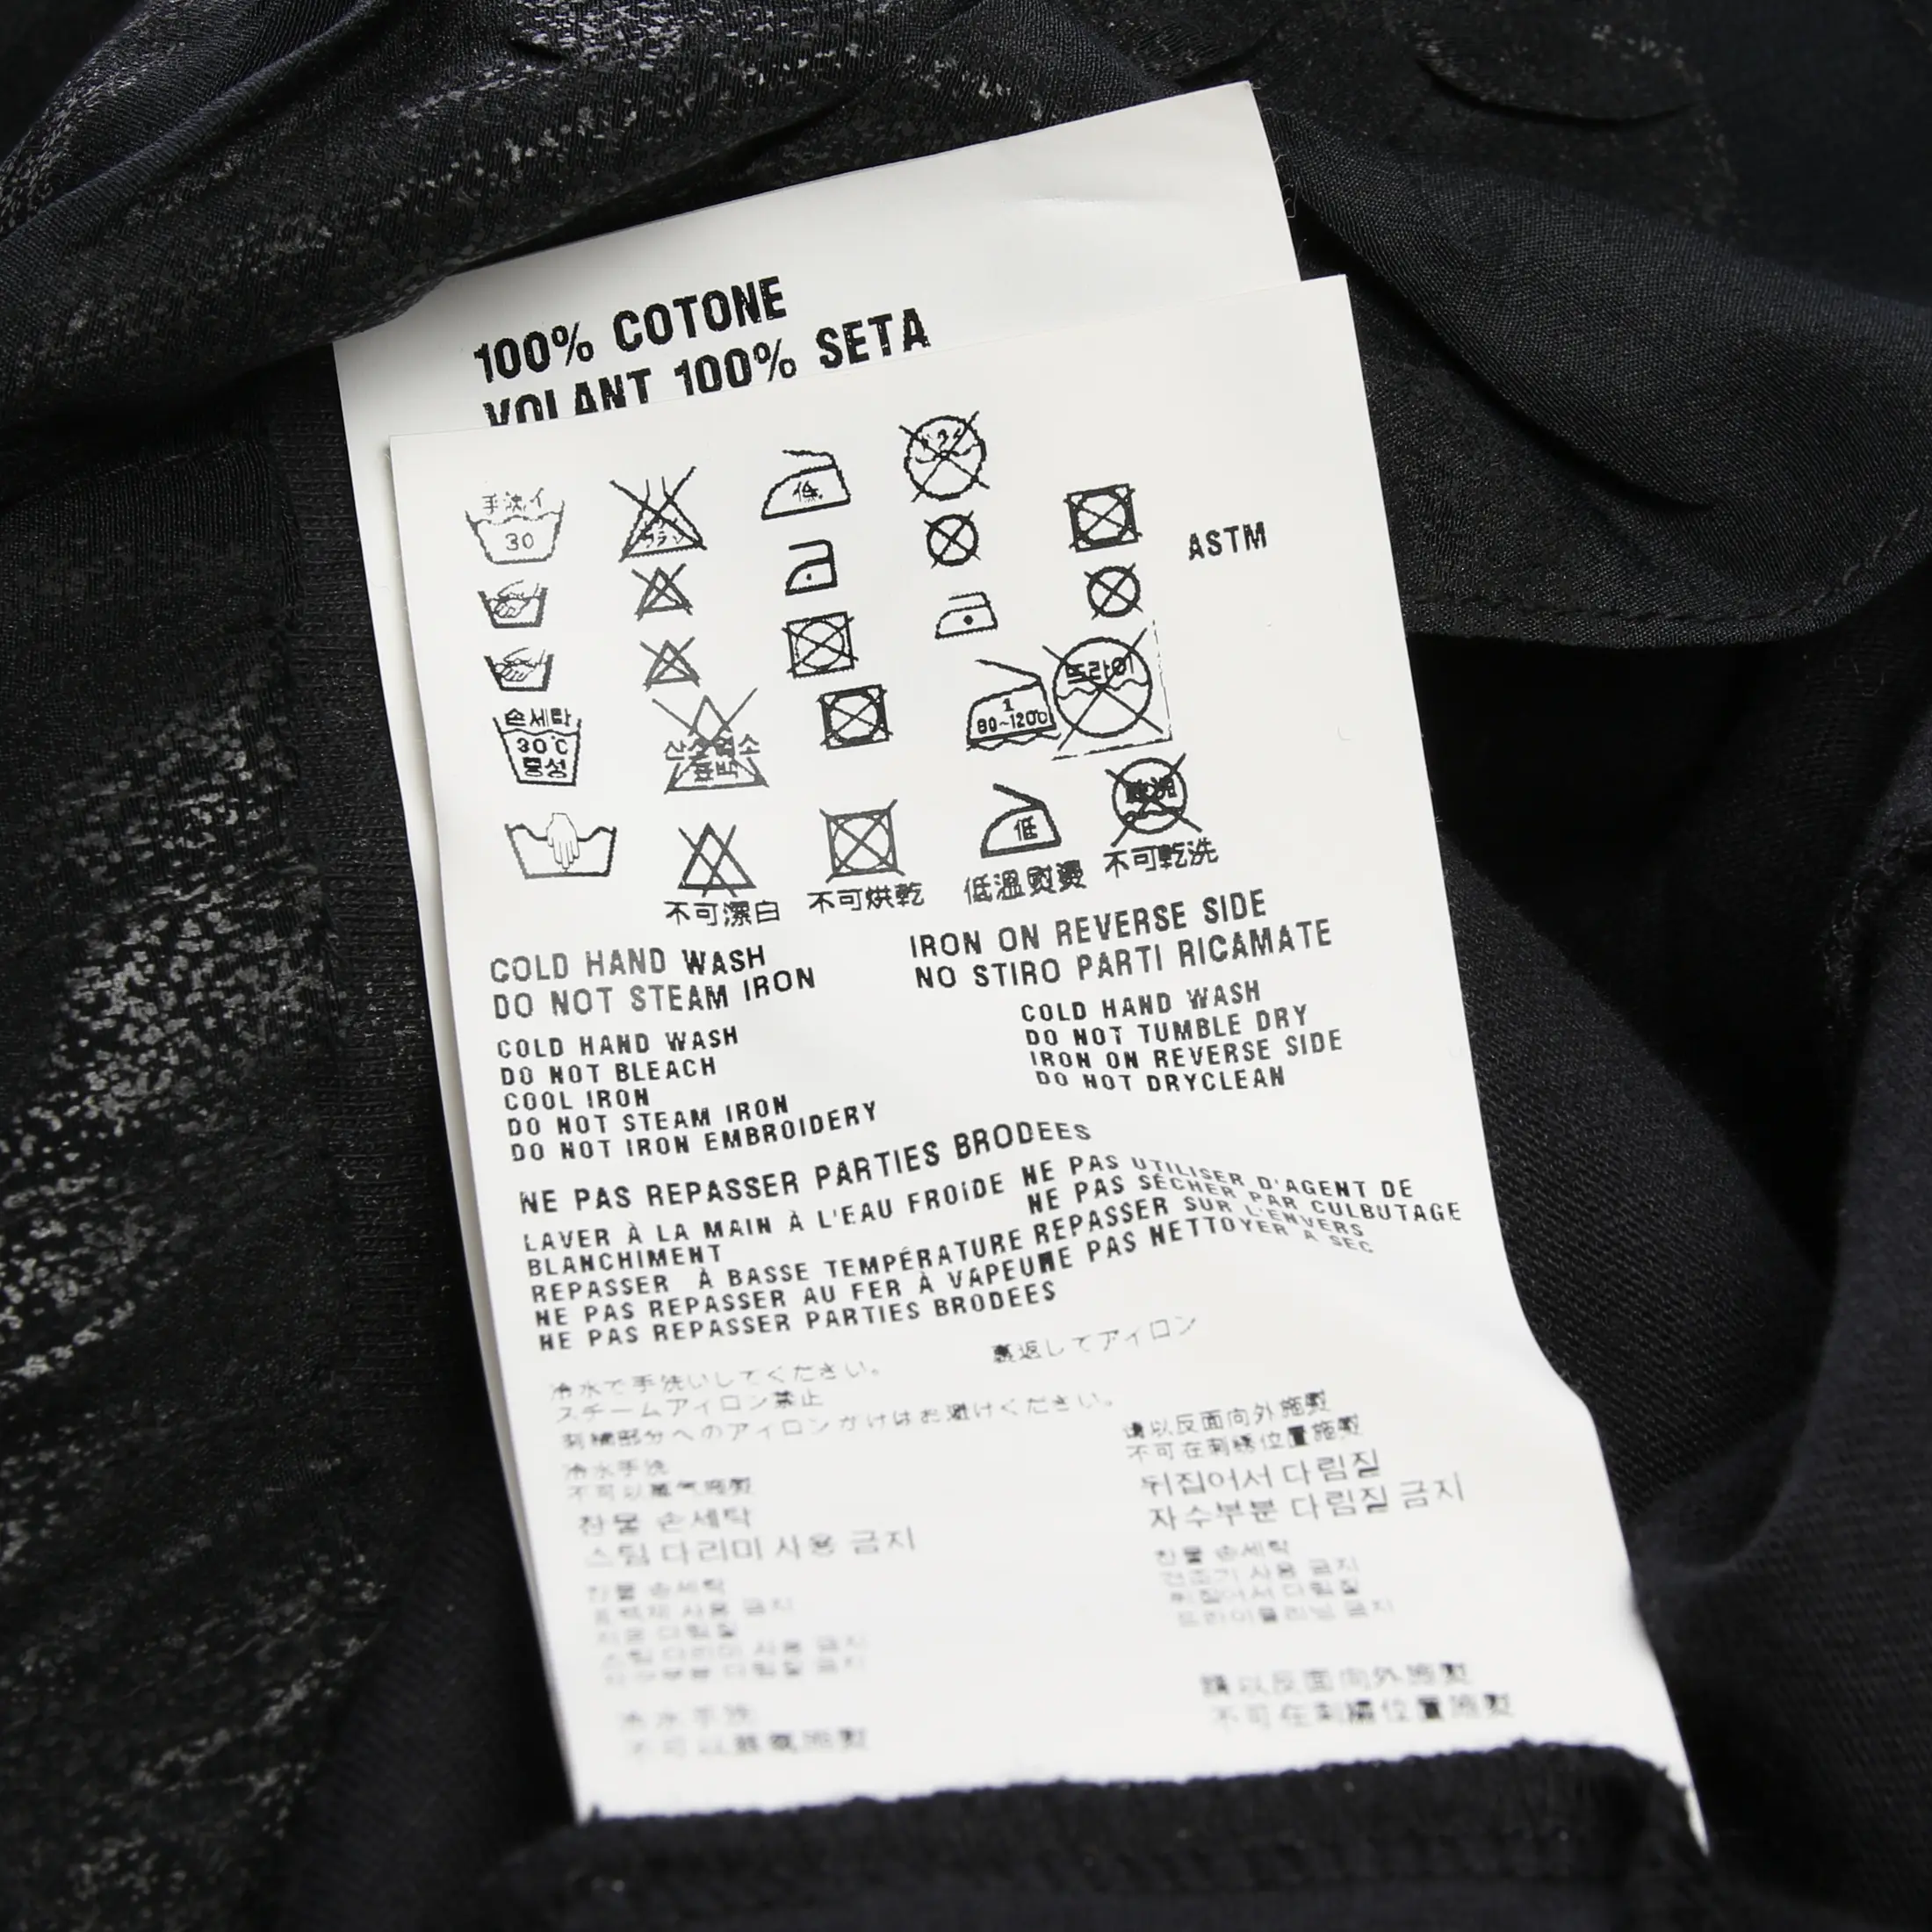 100% COTONE
VOLANT 100% SETA
30
低
ASTM
손세탁
30℃
중성
드라이
1
80~120℃
低
不可漂白
不可烘乾
低溫熨燙
不可乾洗
COLD HAND WASH
DO NOT STEAM IRON
IRON ON REVERSE SIDE
NO STIRO PARTI RICAMATE
COLD HAND WASH
DO NOT BLEACH
COOL IRON
DO NOT STEAM IRON
DO NOT IRON EMBROIDERY
COLD HAND WASH
DO NOT TUMBLE DRY
IRON ON REVERSE SIDE
DO NOT DRYCLEAN
NE PAS REPASSER PARTIES BRODEES
LAVER À LA MAIN À L'EAU FROIDE NE PAS UTILISER D'AGENT DE
BLANCHIMENT NE PAS SÉCHER PAR CULBUTAGE
REPASSER À BASSE TEMPÉRATURE REPASSER SUR L'ENVERS
NE PAS REPASSER AU FER À VAPEUR NE PAS NETTOYER À SEC
NE PAS REPASSER PARTIES BRODEES
冷水で手洗いしてください。
裏返してアイロン
スチームアイロン禁止
刺繍部分へのアイロンがけはお避けください。
冷水手洗
請以反面向外施熨
不可在刺繡位置施熨
찬물 손세탁
스팀 다리미 사용 금지
뒤집어서 다림질
자수부분 다림질 금지
찬물 손세탁
찬물 손세탁
冷水手洗
請以反面向外施熨
不可在刺繡位置施熨